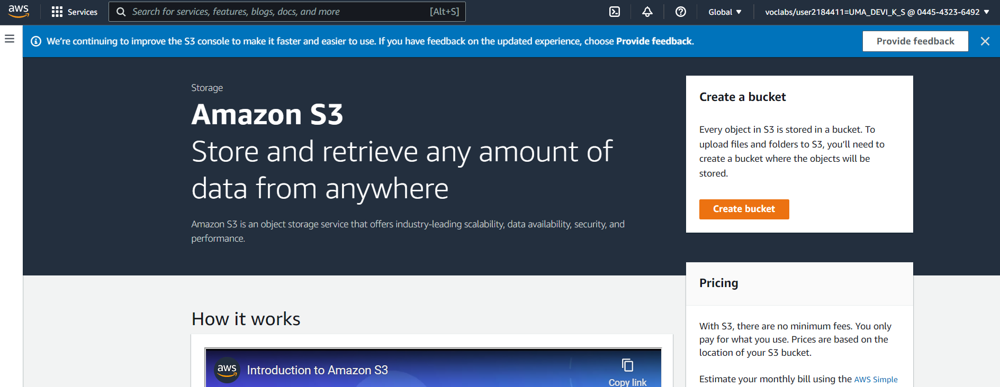 aws
Services
Search for services, features, blogs, docs, and more
[Alt+S]
Global
voclabs/user2184411=UMA_DEVI_K_S @ 0445-4323-6492
We’re continuing to improve the S3 console to make it faster and easier to use. If you have feedback on the updated experience, choose Provide feedback.
Provide feedback
Storage
Amazon S3
Store and retrieve any amount of
data from anywhere
Amazon S3 is an object storage service that offers industry-leading scalability, data availability, security, and
performance.
Create a bucket
Every object in S3 is stored in a bucket. To
upload files and folders to S3, you’ll need to
create a bucket where the objects will be
stored.
Create bucket
How it works
aws
Introduction to Amazon S3
Copy link
Pricing
With S3, there are no minimum fees. You only
pay for what you use. Prices are based on the
location of your S3 bucket.
Estimate your monthly bill using the AWS Simple